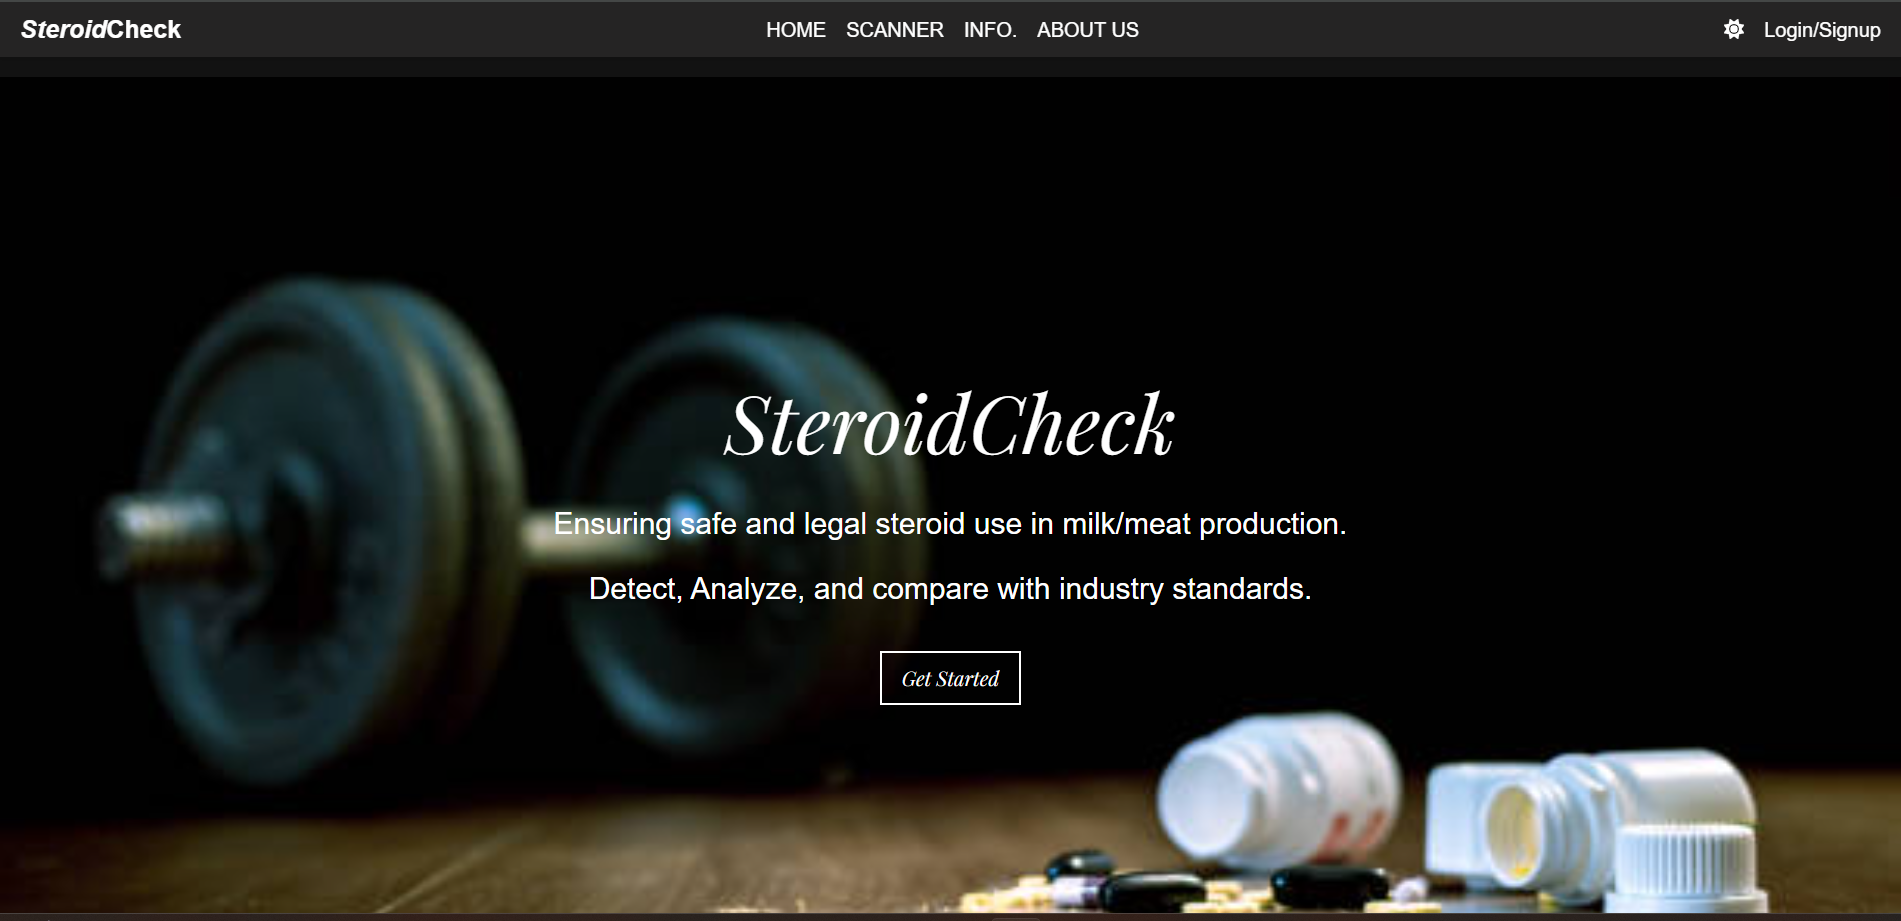 SteroidCheck
HOME SCANNER INFO. ABOUT US
Login/Signup
SteroidCheck
Ensuring safe and legal steroid use in milk/meat production.
Detect, Analyze, and compare with industry standards.
Get Started